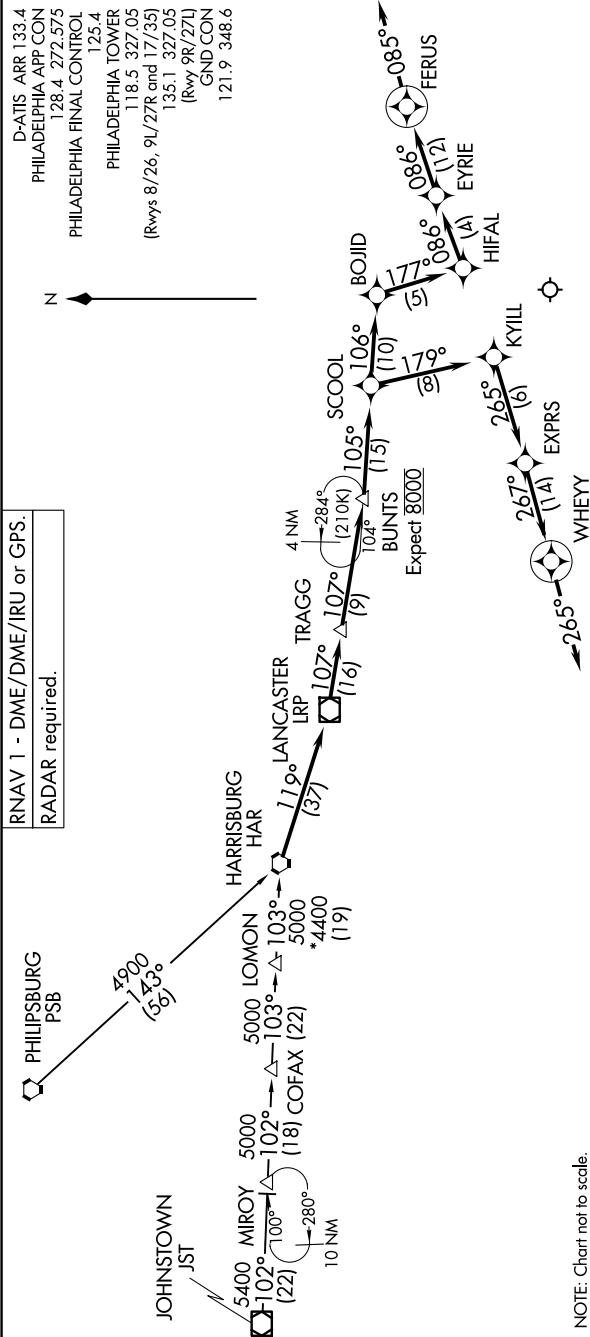 RNAV 1 - DME/DME/IRU or GPS.
RADAR required.
D-ATIS ARR 133.4
PHILADELPHIA APP CON
128.4 272.575
PHILADELPHIA FINAL CONTROL
125.4
PHILADELPHIA TOWER
118.5 327.05
(Rwys 8/26, 9L/27R and 17/35)
135.1 327.05
(Rwy 9R/27L)
GND CON
121.9 348.6
N
PHILIPSBURG
PSB
4900
143°
(56)
JOHNSTOWN
JST
5400
102°
(22)
MIROY
100°
280°
10 NM
5000
102°
(18)
COFAX
5000
103°
(22)
LOMON
103°
5000
*4400
(19)
HARRISBURG
HAR
119°
(37)
LANCASTER
LRP
107°
(16)
TRAGG
107°
(9)
4 NM
284°
(210K)
104°
BUNTS
Expect 8000
105°
(15)
SCOOL
106°
(10)
BOJID
177°
(5)
HIFAL
086°
(4)
EYRIE
086°
(12)
FERUS
085°
179°
(8)
KYILL
265°
(6)
EXPRS
267°
(14)
WHEYY
265°
NOTE: Chart not to scale.